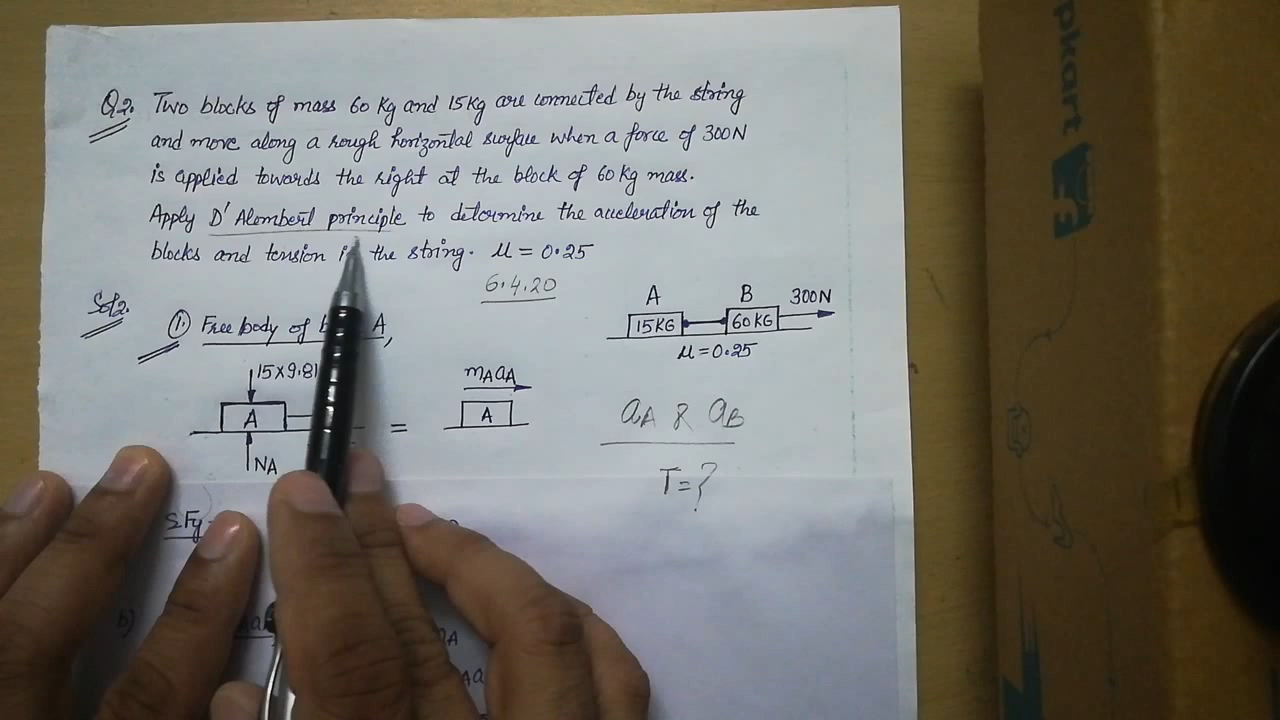 Q2. Two blocks of mass 60 Kg and 15Kg are connected by the string
and move along a rough horizontal surface when a force of 300N
is applied towards the right at the block of 60 Kg mass.
Apply D' Alembert principle to determine the acceleration of the
blocks and tension in the string. μ = 0.25
6.4.20
Sol2.
1. Free body of A,
15×9.81
A
NA
=
mAaA
A
A
B
300N
15KG
60KG
μ=0.25
aA & aB
T=?
ΣFy
b)
pkart